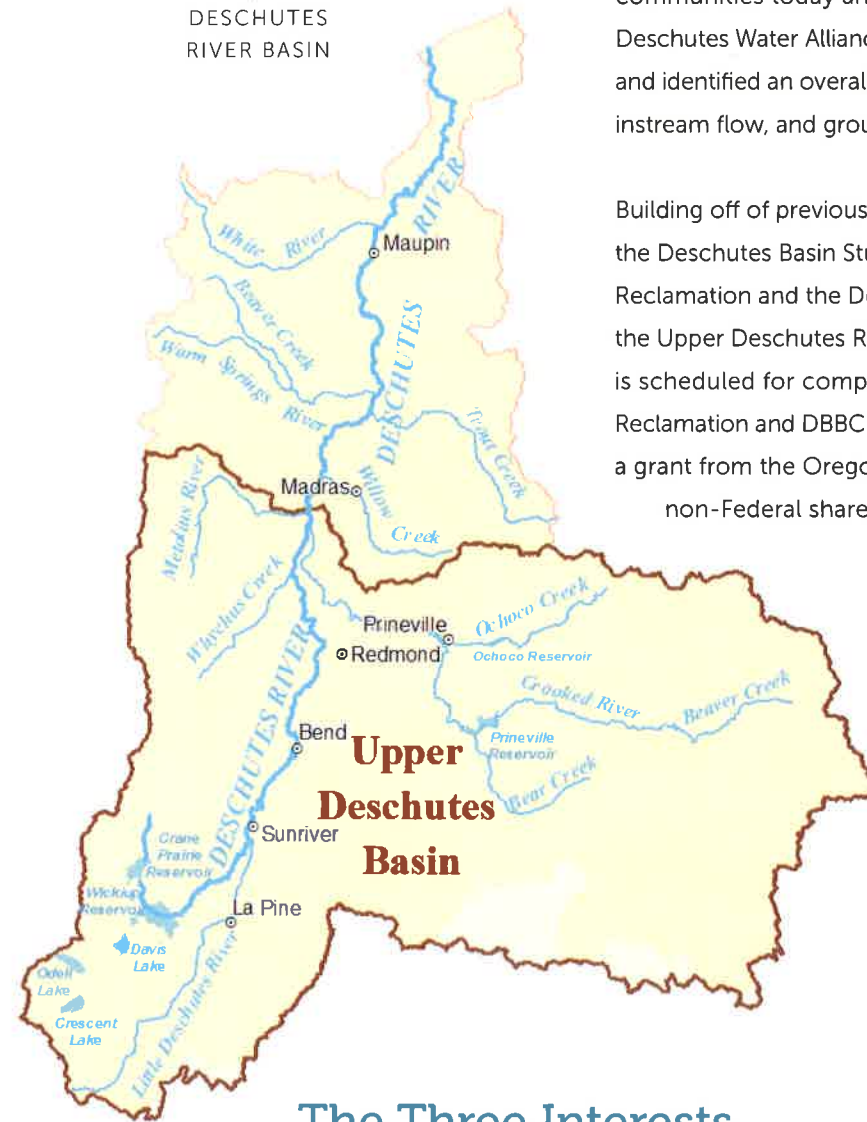 DESCHUTES
RIVER BASIN
Deschutes Water Alliance
and identified an overal
instream flow, and grou
Building off of previous
the Deschutes Basin Stu
Reclamation and the De
the Upper Deschutes R
is scheduled for comp
Reclamation and DBBC
a grant from the Orego
non-Federal share
White River
Maupin
DESCHUTES RIVER
Beaver Creek
Warm Springs River
Trout Creek
Madras
Willow Creek
Metolius River
Whychus Creek
Prineville
Ochoco Creek
Redmond
Ochoco Reservoir
Crooked River
Beaver Creek
DESCHUTES RIVER
Bend
Prineville
Reservoir
Bear Creek
Upper
Deschutes
Basin
Sunriver
Crane
Prairie
Reservoir
Wickiup
Reservoir
La Pine
Davis
Lake
Odell
Lake
Crescent
Lake
Little Deschutes River
The Three Interests